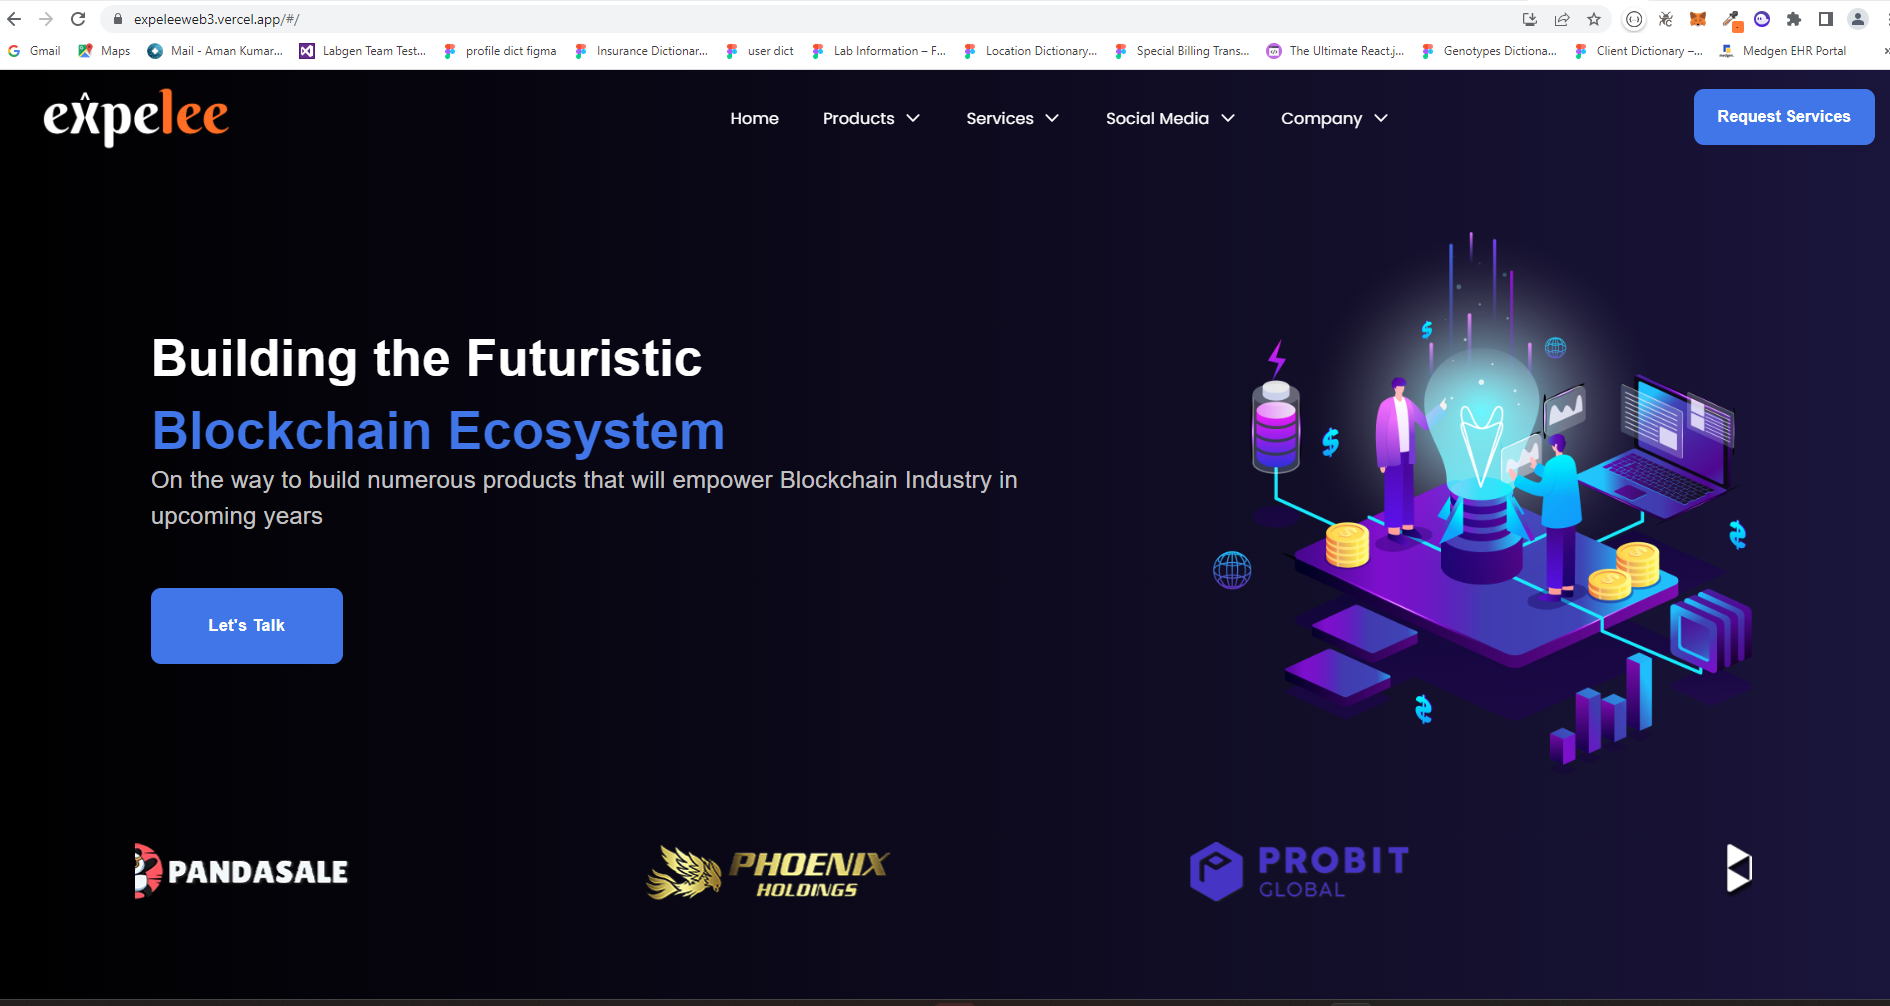 expeleeweb3.vercel.app/#/
Gmail
Maps
Mail - Aman Kumar...
Labgen Team Test...
profile dict figma
Insurance Dictionar...
user dict
Lab Information – F...
Location Dictionary...
Special Billing Trans...
The Ultimate React.j...
Genotypes Dictiona...
Client Dictionary –...
Medgen EHR Portal
expelee
Home
Products
Services
Social Media
Company
Request Services
Building the Futuristic
Blockchain Ecosystem
On the way to build numerous products that will empower Blockchain Industry in
upcoming years
Let's Talk
PANDASALE
PHOENIX
HOLDINGS
PROBIT
GLOBAL